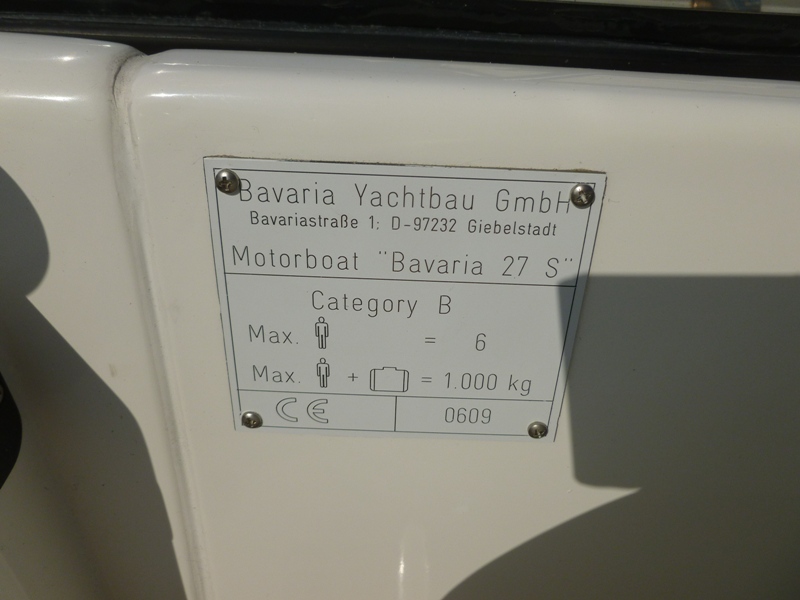 Bavaria Yachtbau GmbH
Bavariastraße 1; D-97232 Giebelstadt
Motorboat "Bavaria 27 S"
Category B
Max. = 6
Max. + = 1.000 kg
CE 0609